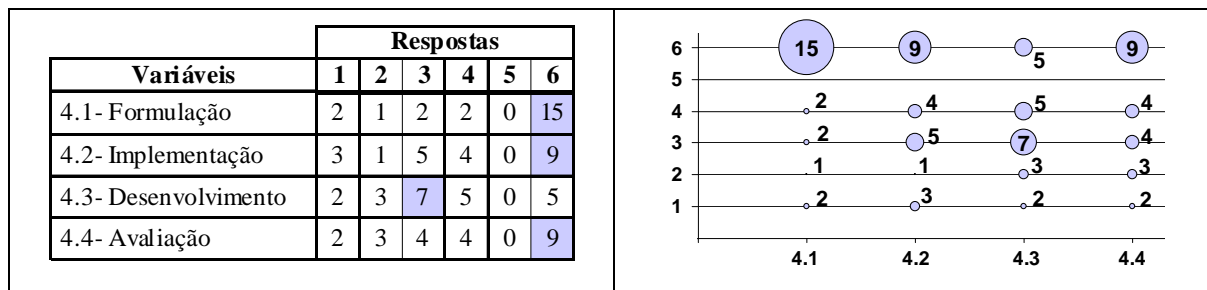 Respostas
Variáveis 1 2 3 4 5 6
4.1- Formulação 2 1 2 2 0 15
4.2- Implementação 3 1 5 4 0 9
4.3- Desenvolvimento 2 3 7 5 0 5
4.4- Avaliação 2 3 4 4 0 9
6 15 9 5 9
5
4 2 4 5 4
3 2 5 7 4
2 1 1 3 3
1 2 3 2 2
4.1 4.2 4.3 4.4